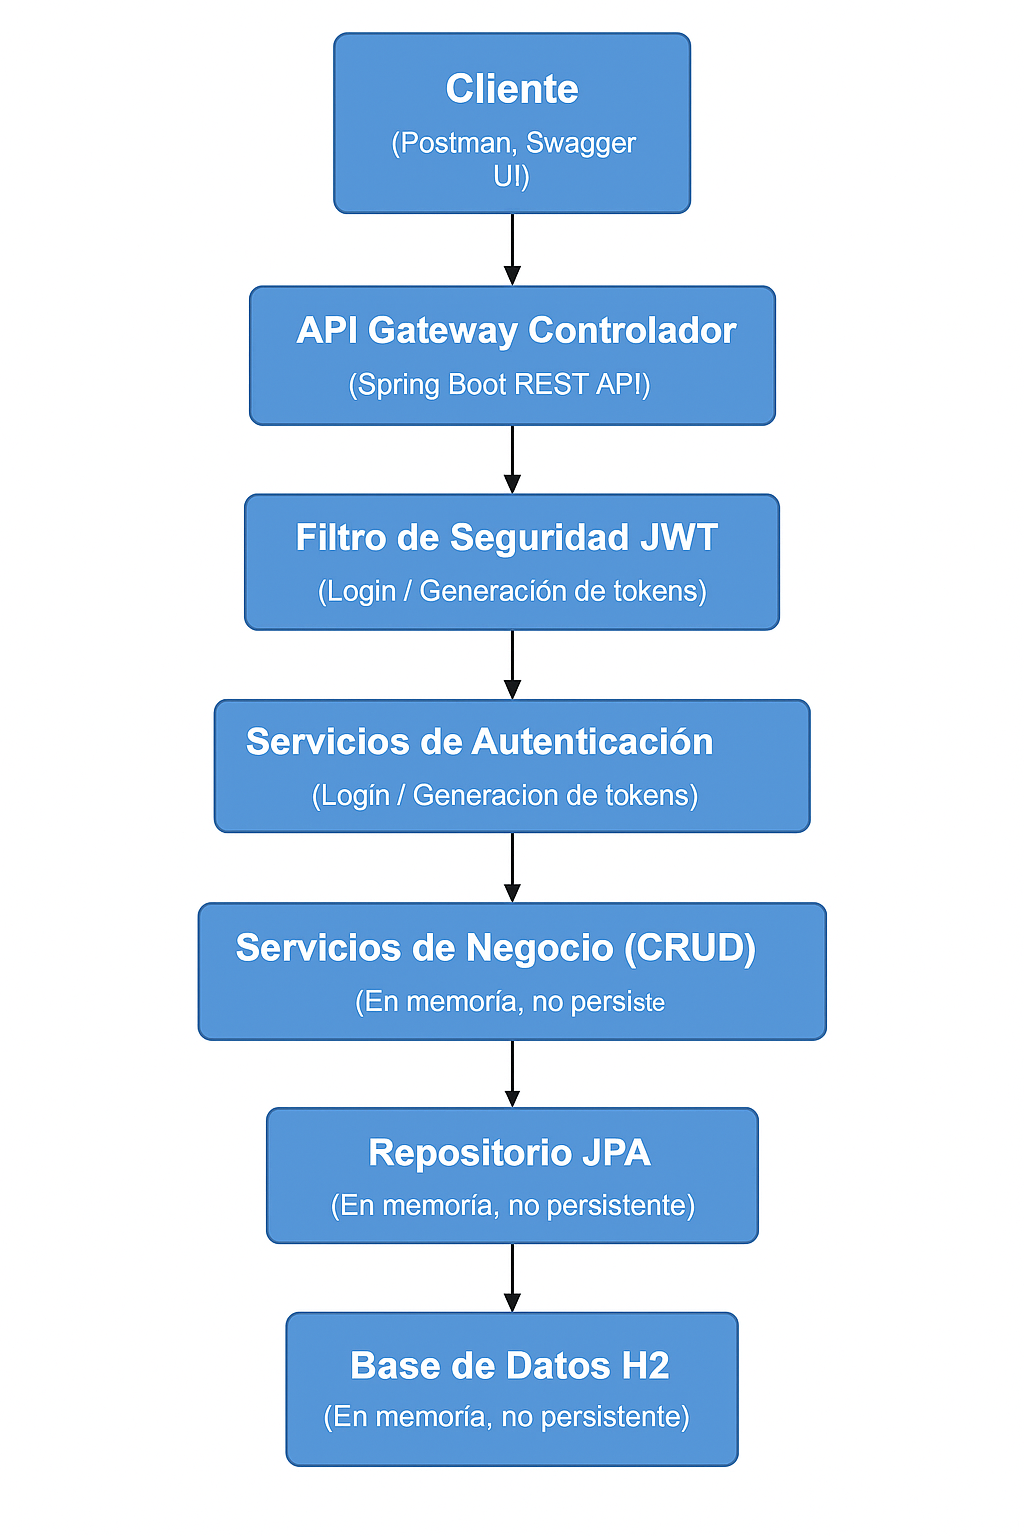 Cliente
(Postman, Swagger
UI)
API Gateway Controlador
(Spring Boot REST API)
Filtro de Seguridad JWT
(Login / Generación de tokens)
Servicios de Autenticación
(Logín / Generacion de tokens)
Servicios de Negocio (CRUD)
(En memoría, no persiste
Repositorio JPA
(En memoría, no persistente)
Base de Datos H2
(En memoría, no persistente)